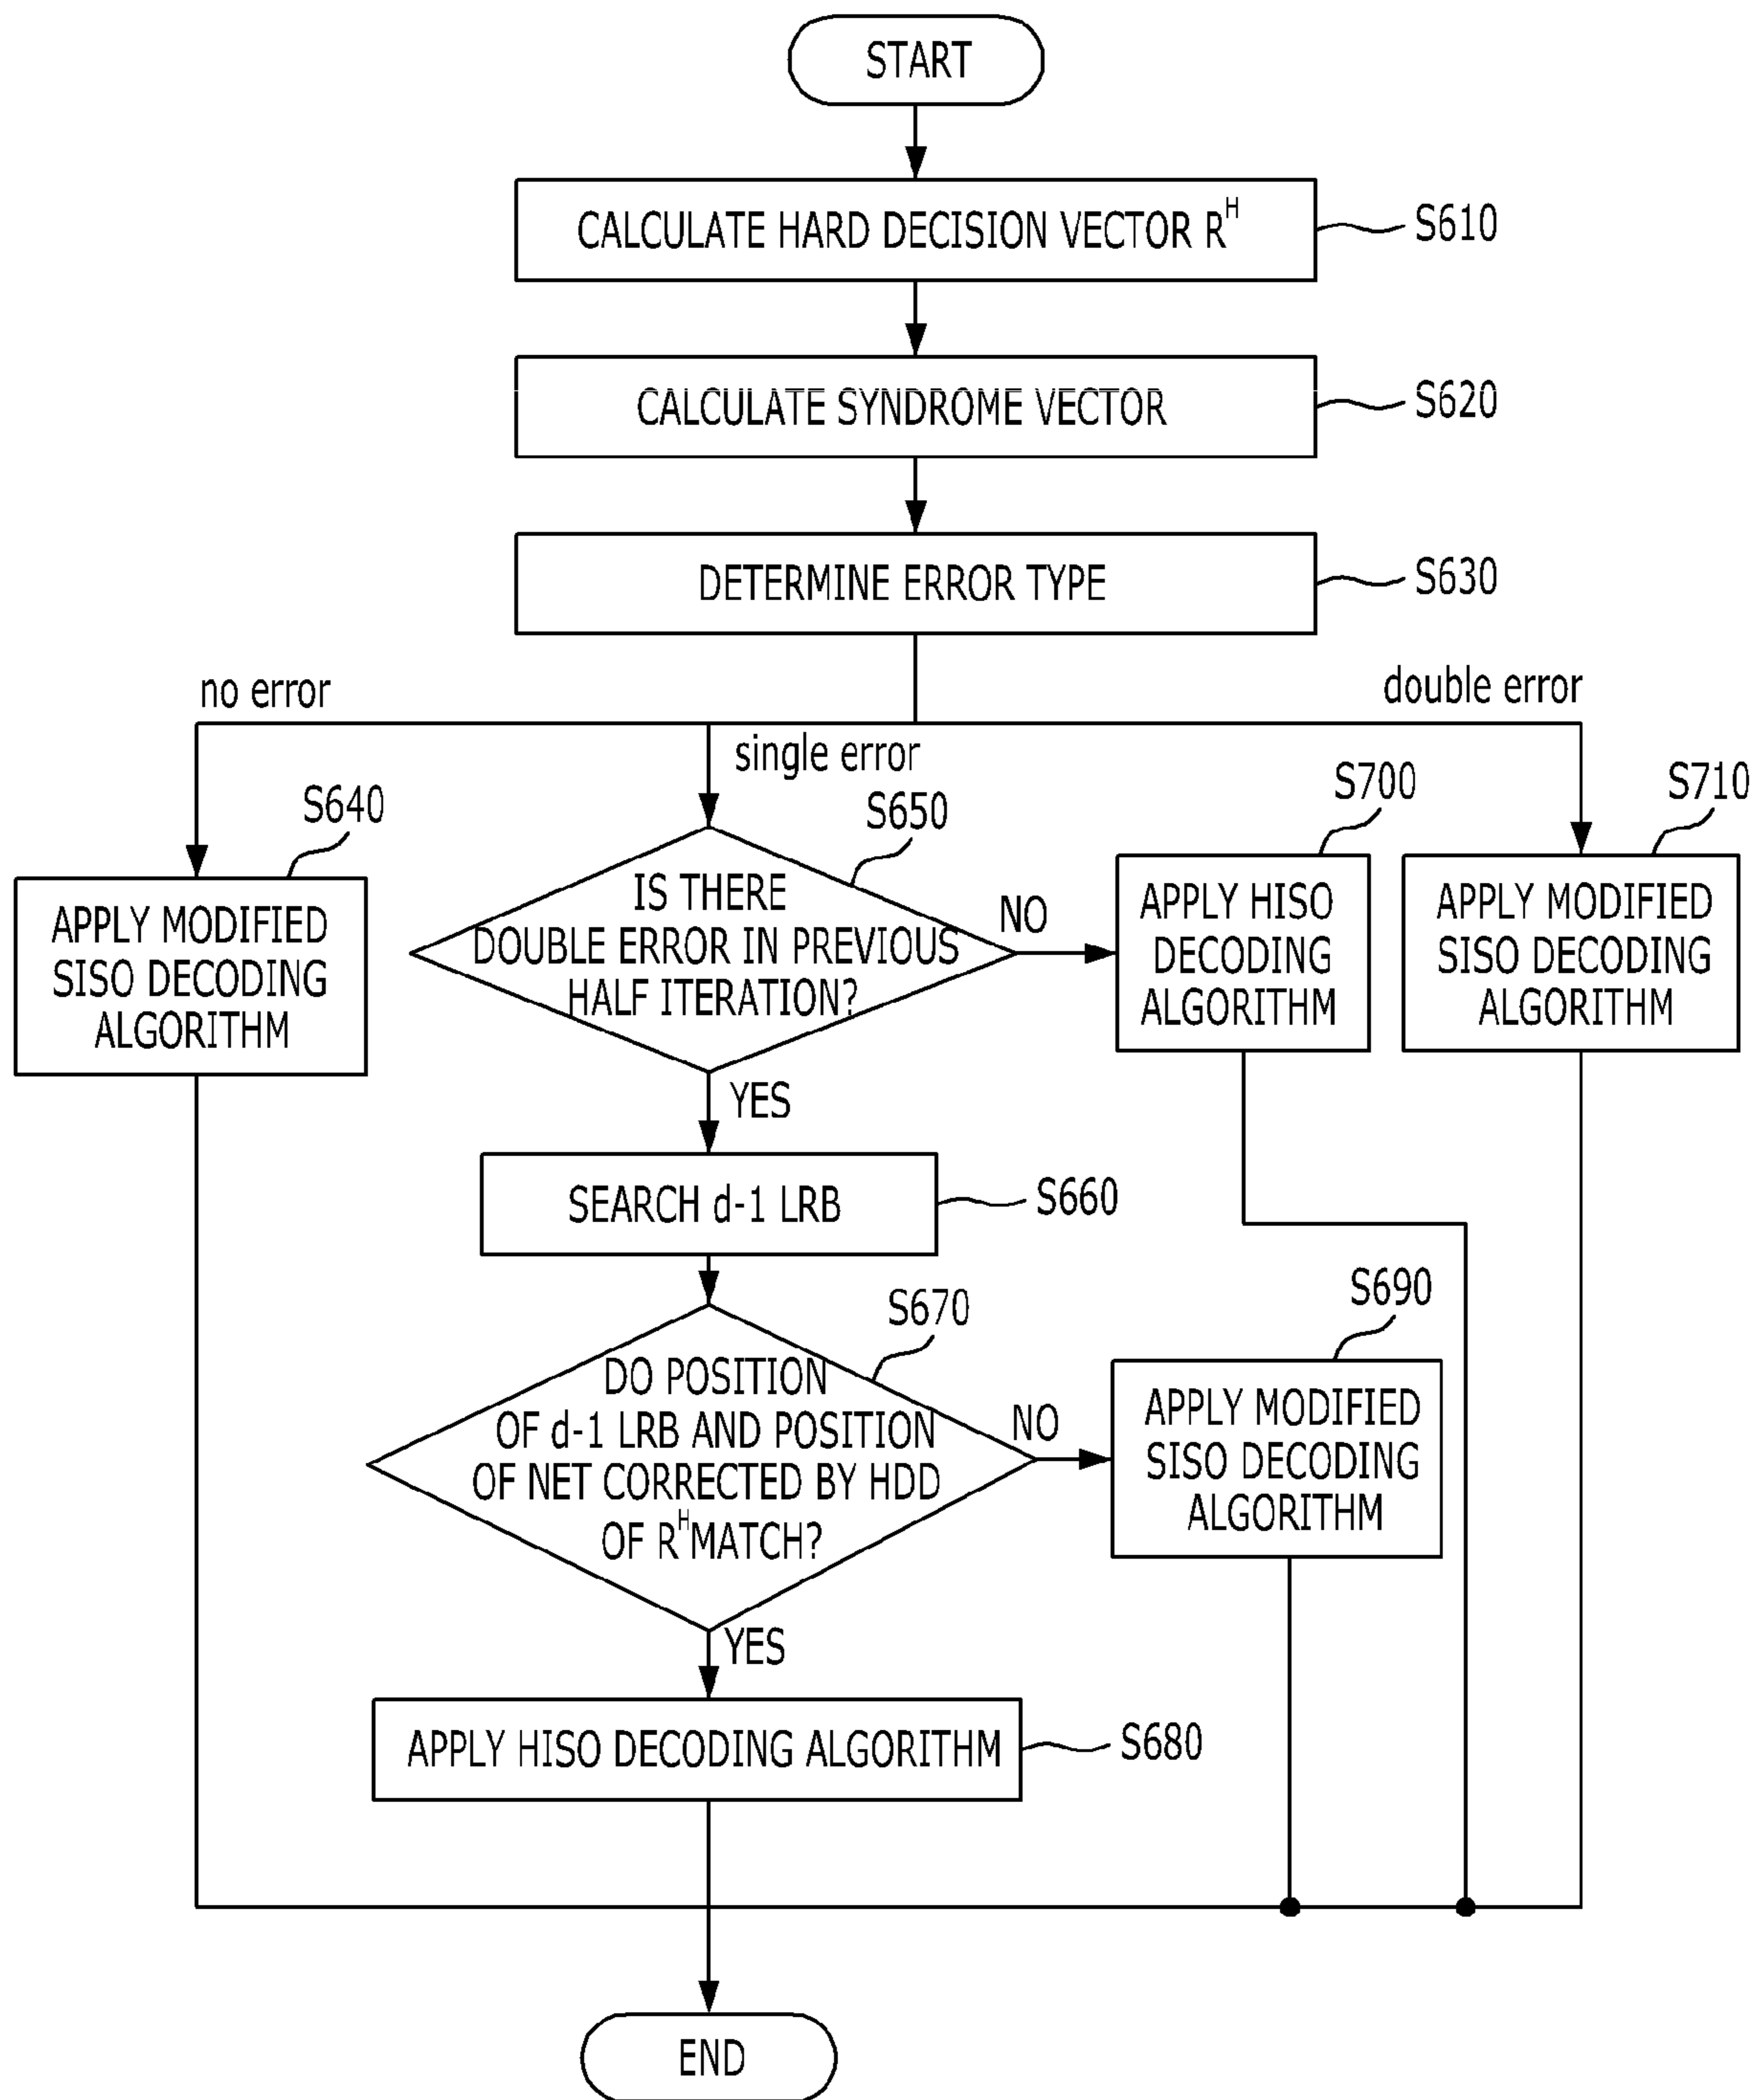 START
CALCULATE HARD DECISION VECTOR R^H
S610
CALCULATE SYNDROME VECTOR
S620
DETERMINE ERROR TYPE
S630
no error
single error
double error
S640
APPLY MODIFIED
SISO DECODING
ALGORITHM
S650
IS THERE
DOUBLE ERROR IN PREVIOUS
HALF ITERATION?
NO
YES
S700
APPLY HISO
DECODING
ALGORITHM
S710
APPLY MODIFIED
SISO DECODING
ALGORITHM
SEARCH d-1 LRB
S660
S670
DO POSITION
OF d-1 LRB AND POSITION
OF NET CORRECTED BY HDD
OF R^H MATCH?
NO
YES
S690
APPLY MODIFIED
SISO DECODING
ALGORITHM
APPLY HISO DECODING ALGORITHM
S680
END